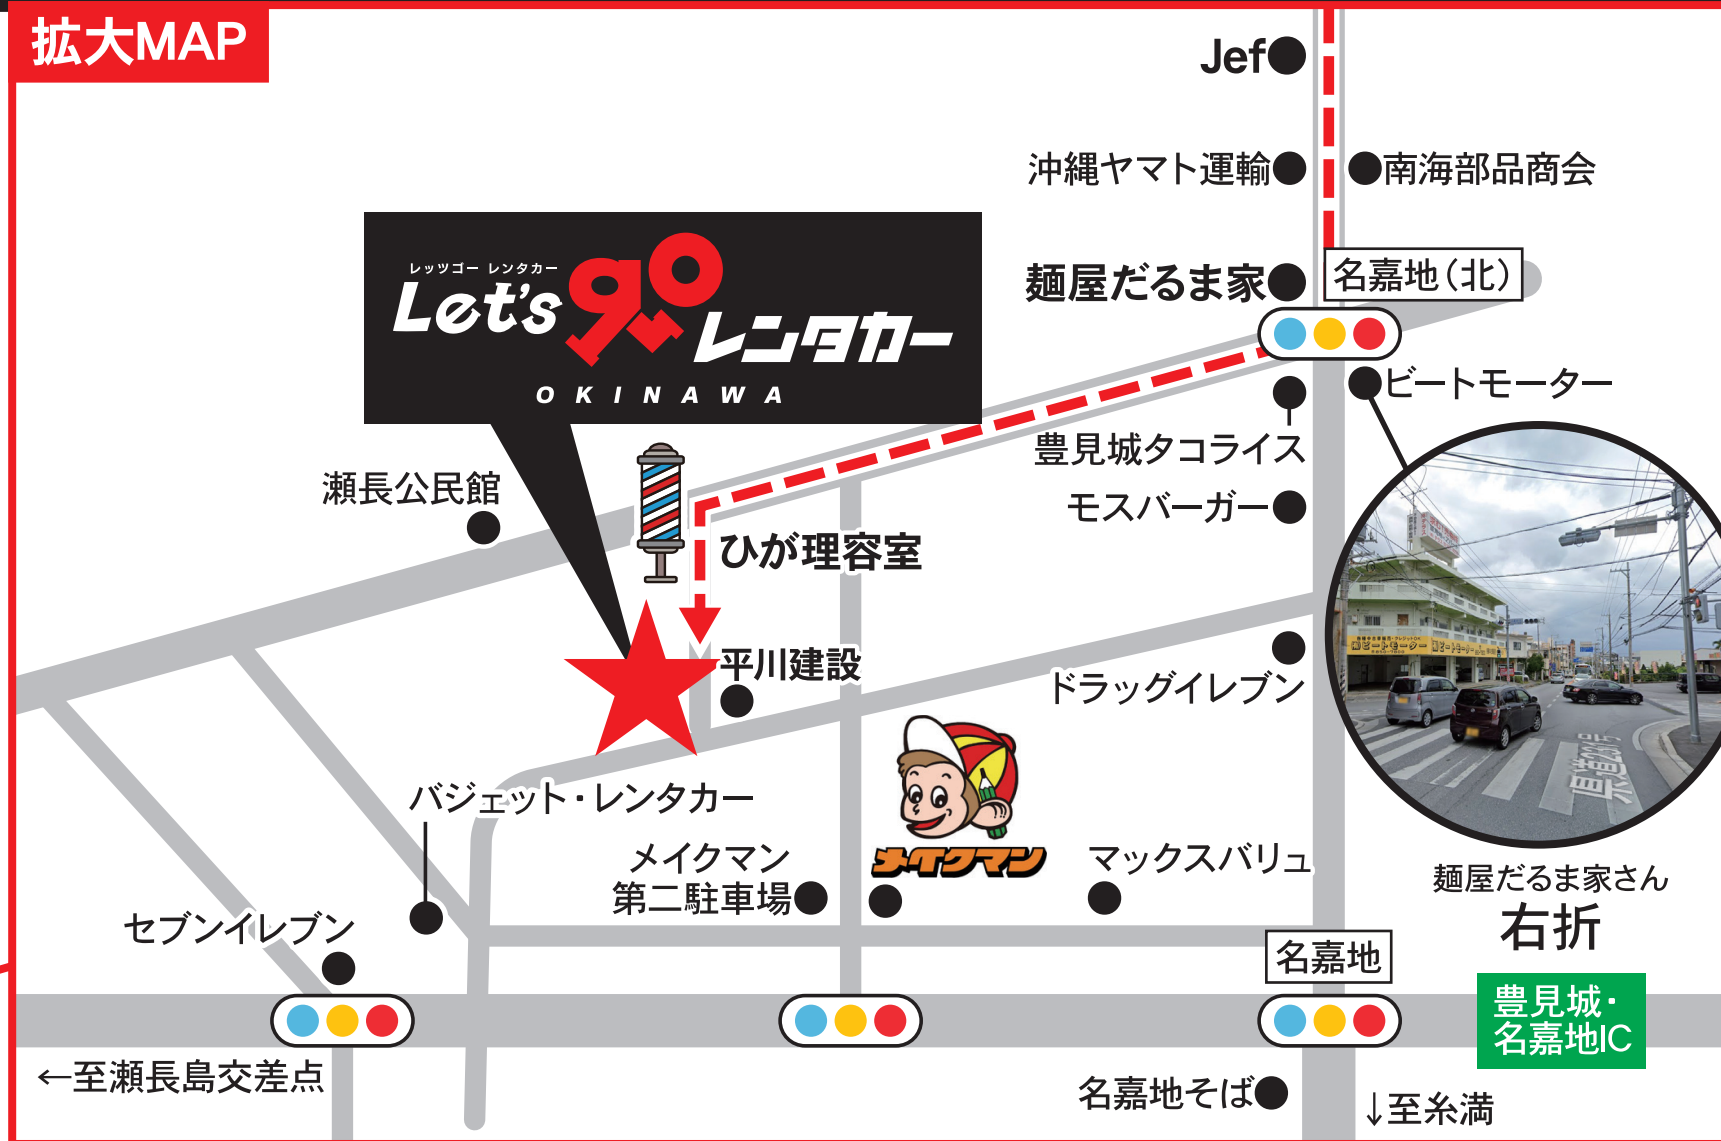 拡大MAP
Jef
沖縄ヤマト運輸
南海部品商会
麺屋だるま家
名嘉地（北）
レッツゴー レンタカー
Let's go レンタカー
OKINAWA
ビートモーター
豊見城タコライス
瀬長公民館
モスバーガー
ひが理容室
平川建設
ドラッグイレブン
県道231号
バジェット・レンタカー
メイクマン
第二駐車場
メイクマン
マックスバリュ
麺屋だるま家さん
右折
セブンイレブン
名嘉地
豊見城・
名嘉地IC
←至瀬長島交差点
名嘉地そば
↓至糸満